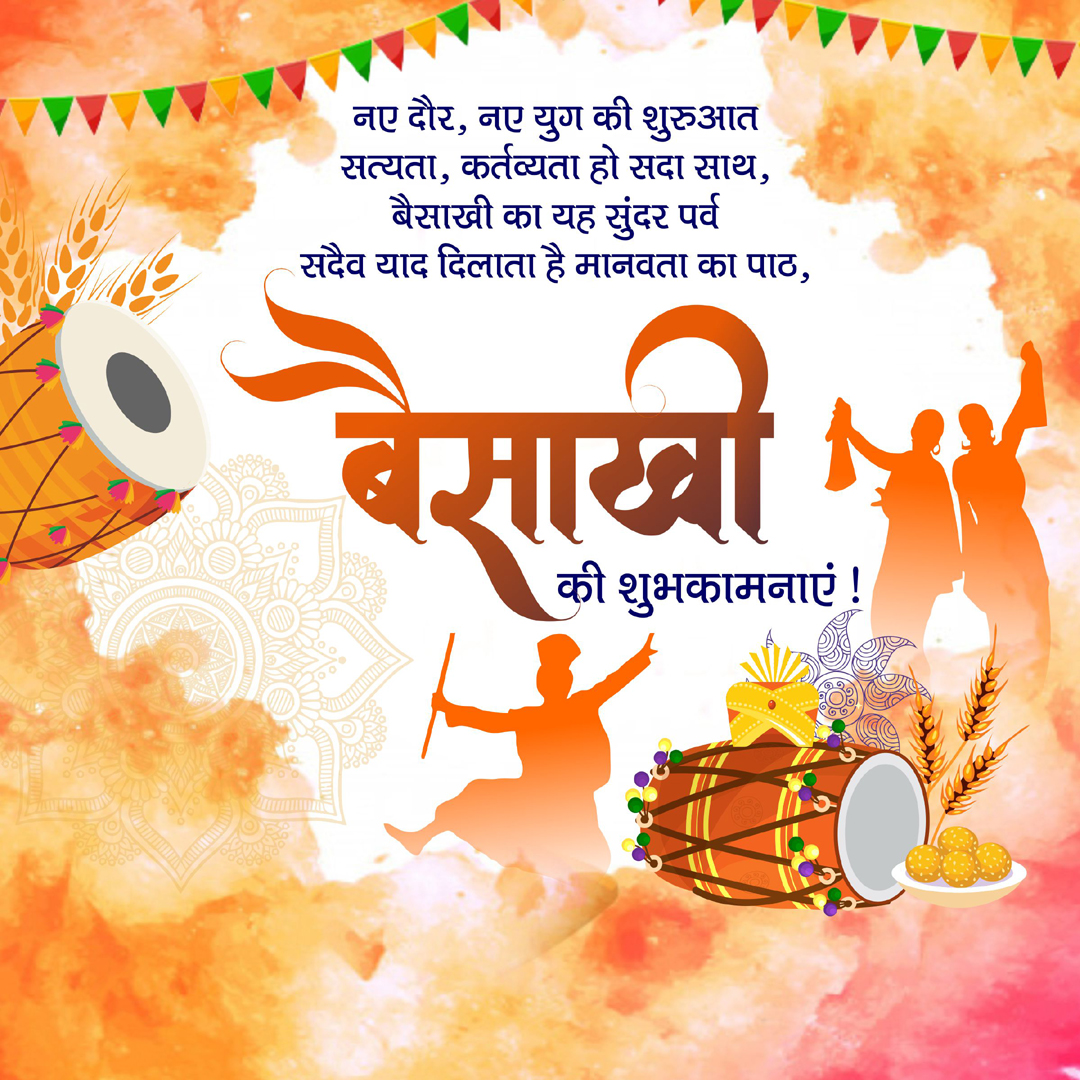 नए दौर, नए युग की शुरुआत
सत्यता, कर्तव्यता हो सदा साथ,
बैसाखी का यह सुंदर पर्व
सदैव याद दिलाता है मानवता का पाठ,
बैसाखी
की शुभकामनाएं !